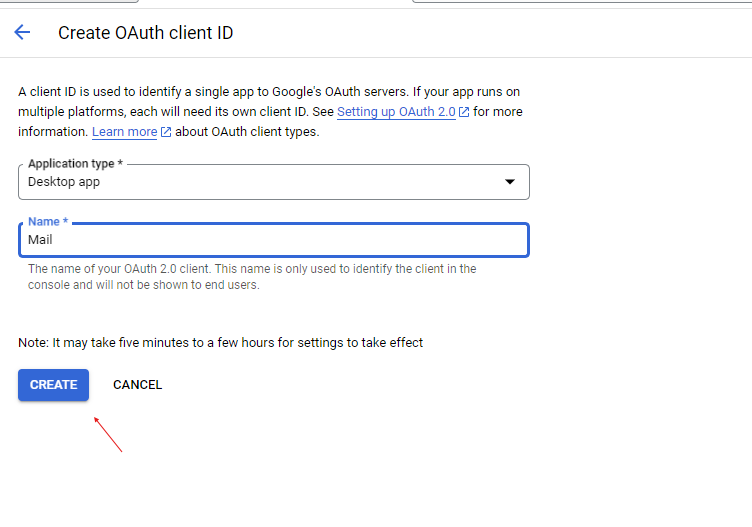 Create OAuth client ID
A client ID is used to identify a single app to Google's OAuth servers. If your app runs on
multiple platforms, each will need its own client ID. See Setting up OAuth 2.0 for more
information. Learn more about OAuth client types.
Application type *
Desktop app
Name *
Mail
The name of your OAuth 2.0 client. This name is only used to identify the client in the
console and will not be shown to end users.
Note: It may take five minutes to a few hours for settings to take effect
CREATE CANCEL